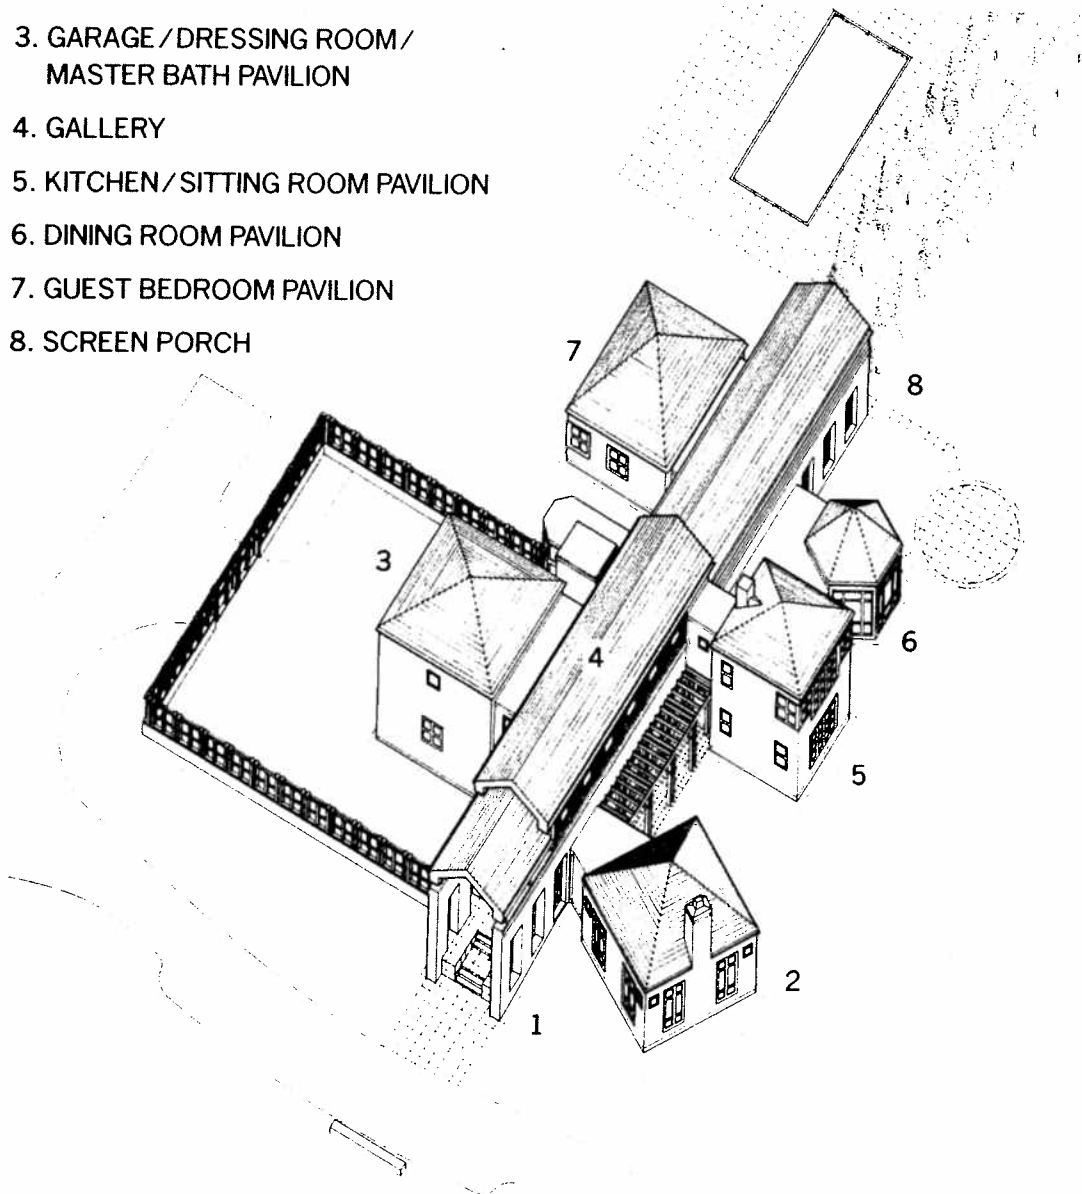 3. GARAGE/DRESSING ROOM/
MASTER BATH PAVILION
4. GALLERY
5. KITCHEN/SITTING ROOM PAVILION
6. DINING ROOM PAVILION
7. GUEST BEDROOM PAVILION
8. SCREEN PORCH
7
8
3
4
6
5
2
1